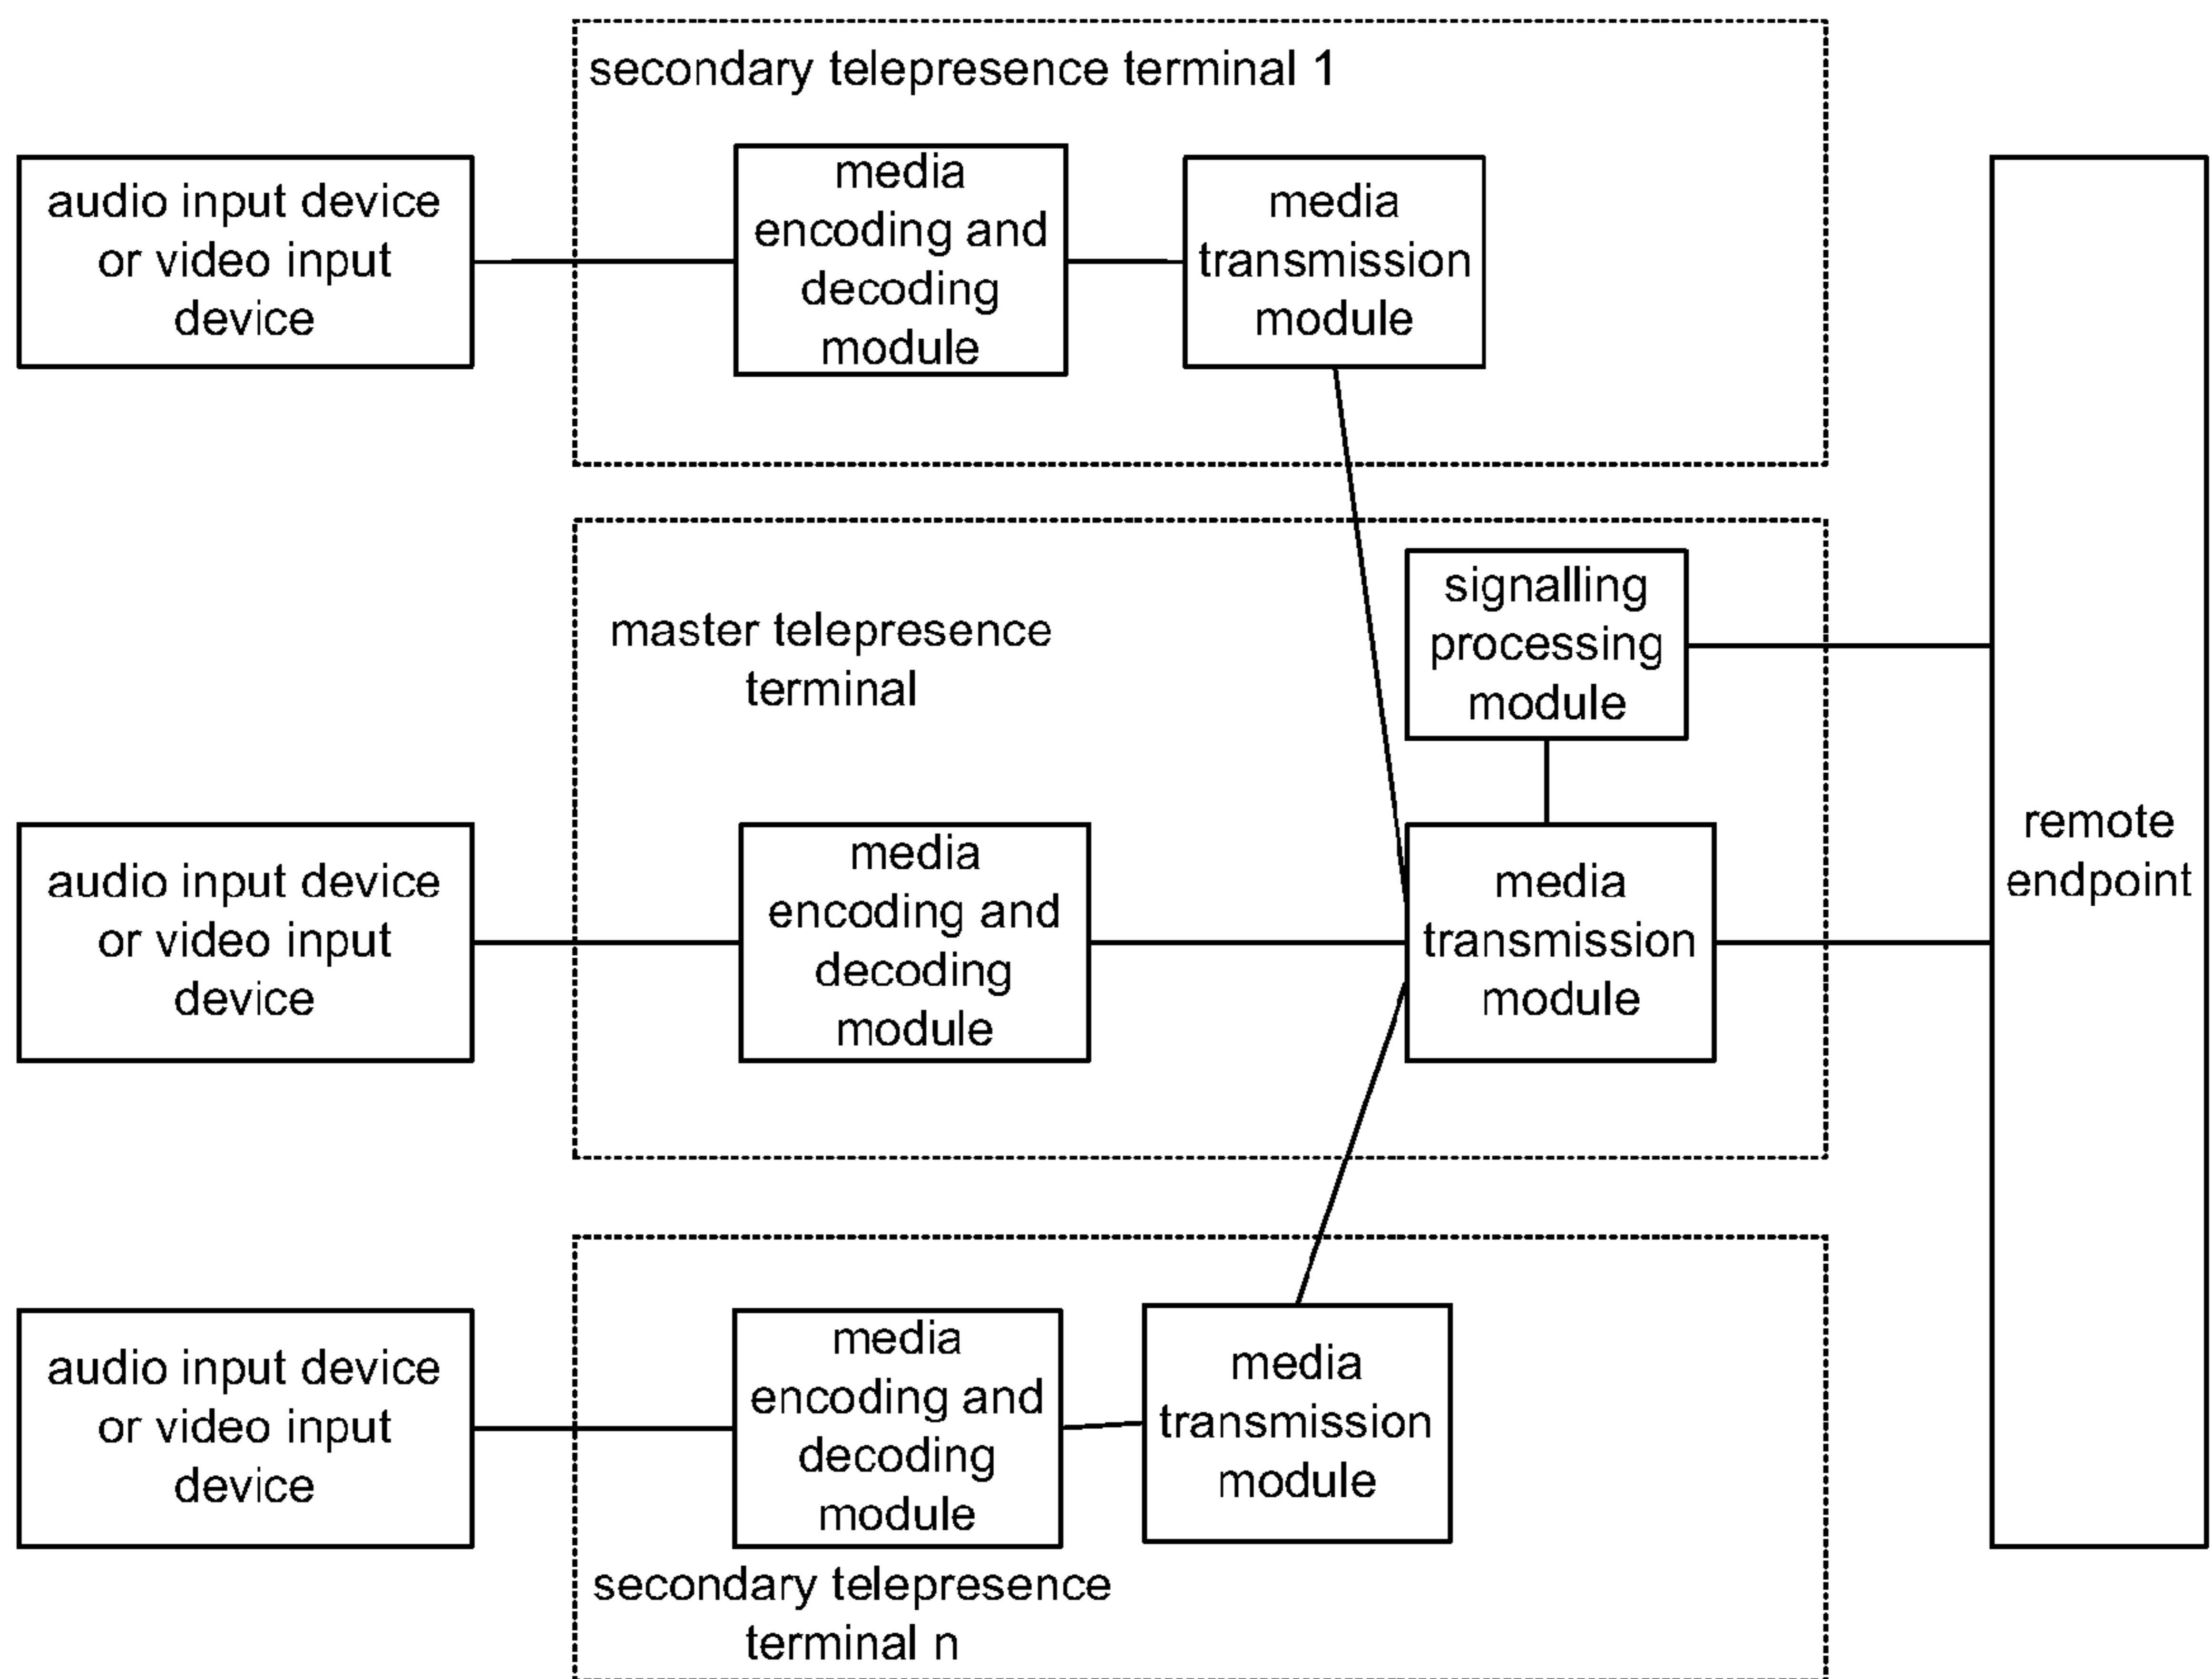 secondary telepresence terminal 1
audio input device
or video input
device
media
encoding and
decoding
module
media
transmission
module
master telepresence
terminal
signalling
processing
module
audio input device
or video input
device
media
encoding and
decoding
module
media
transmission
module
remote
endpoint
audio input device
or video input
device
media
encoding and
decoding
module
media
transmission
module
secondary telepresence
terminal n